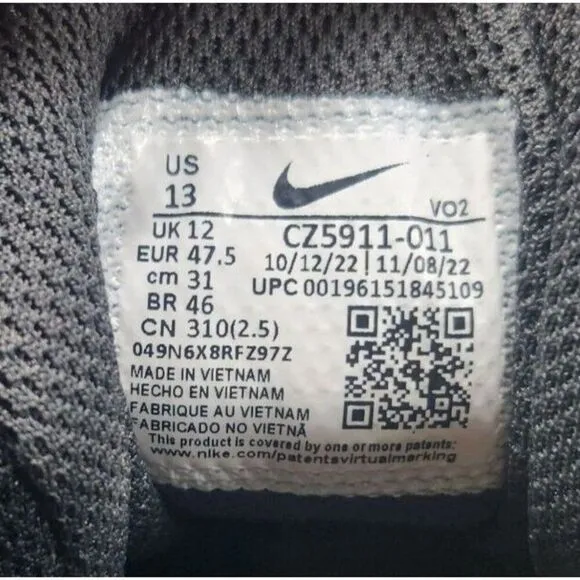 US
13
VO2
UK 12
EUR 47.5
cm 31
BR 46
CN 310(2.5)
CZ5911-011
10/12/22 | 11/08/22
UPC 00196151845109
049N6X8RFZ97Z
MADE IN VIETNAM
HECHO EN VIETNAM
FABRIQUE AU VIETNAM
FABRICADO NO VIETNÃ
This product is covered by one or more patents:
www.nike.com/patentsvirtualmarking